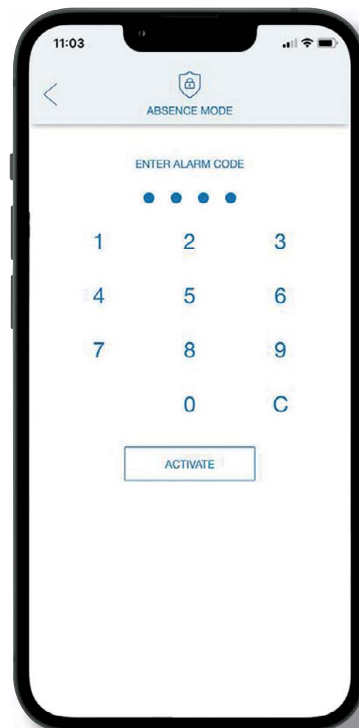 11:03
ABSENCE MODE
ENTER ALARM CODE
1 2 3
4 5 6
7 8 9
0 C
ACTIVATE